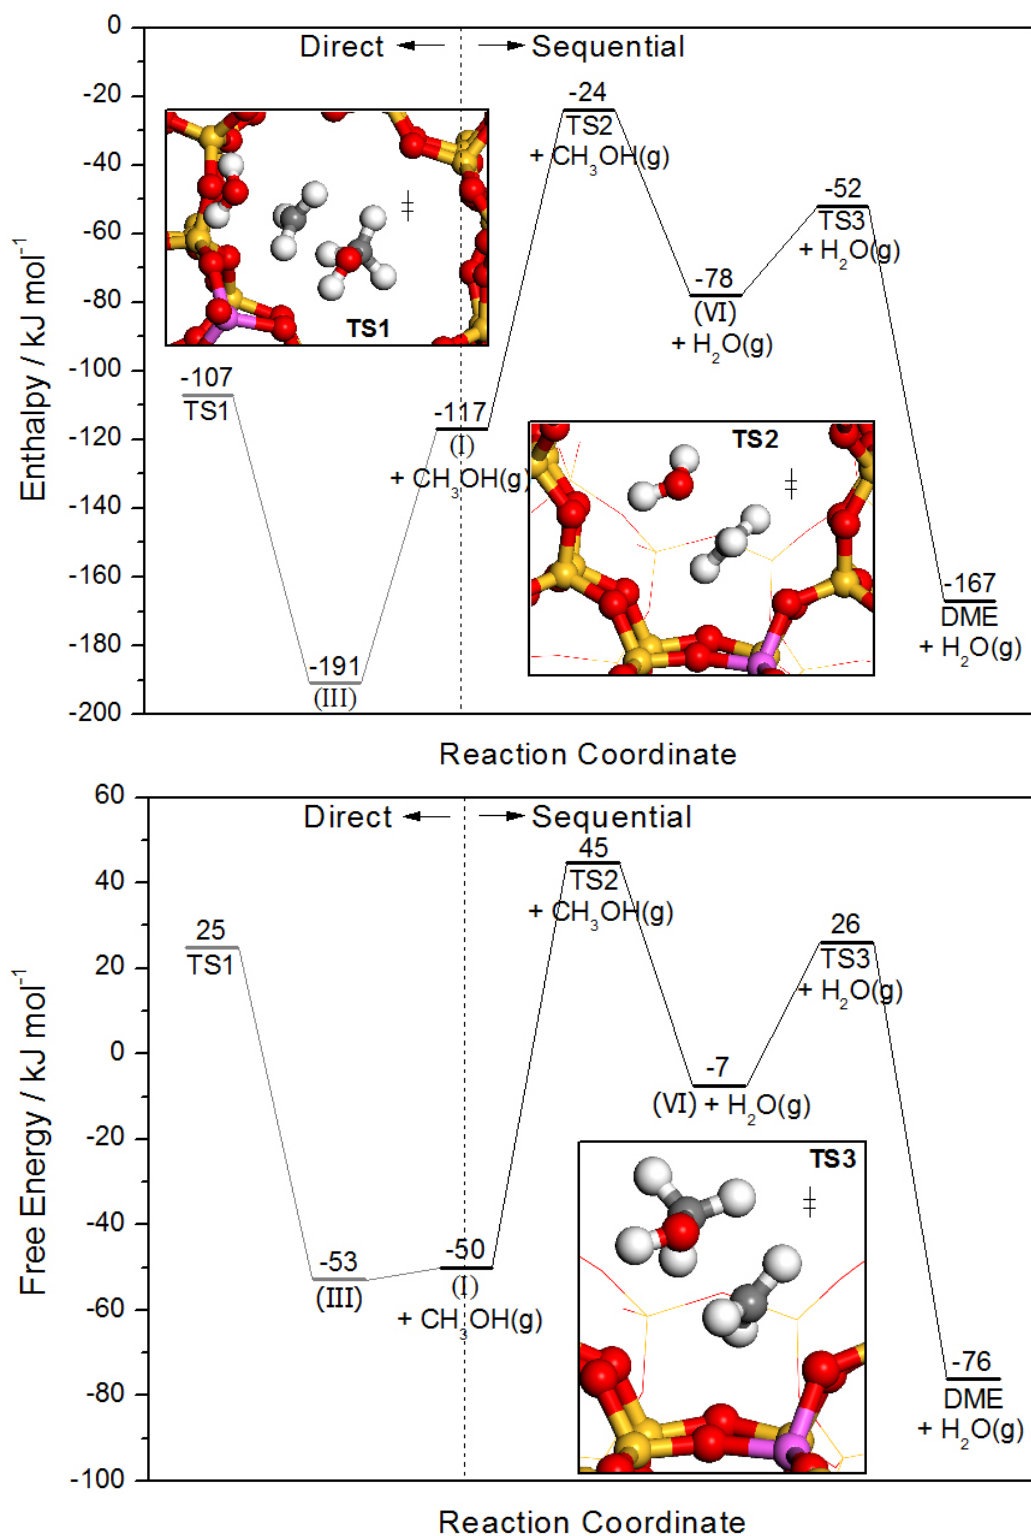 Direct
Sequential
Enthalpy / kJ mol⁻¹
0
-20
-40
-60
-80
-100
-120
-140
-160
-180
-200
-24
TS2
+ CH₃OH(g)
‡
TS1
-52
TS3
+ H₂O(g)
-78
(VI)
+ H₂O(g)
-107
TS1
-117
(I)
+ CH₃OH(g)
TS2
‡
-167
DME
+ H₂O(g)
-191
(III)
Reaction Coordinate
Direct
Sequential
Free Energy / kJ mol⁻¹
60
40
20
0
-20
-40
-60
-80
-100
45
TS2
+ CH₃OH(g)
25
TS1
26
TS3
+ H₂O(g)
-7
(VI) + H₂O(g)
TS3
‡
-53
(III)
-50
(I)
+ CH₃OH(g)
-76
DME
+ H₂O(g)
Reaction Coordinate